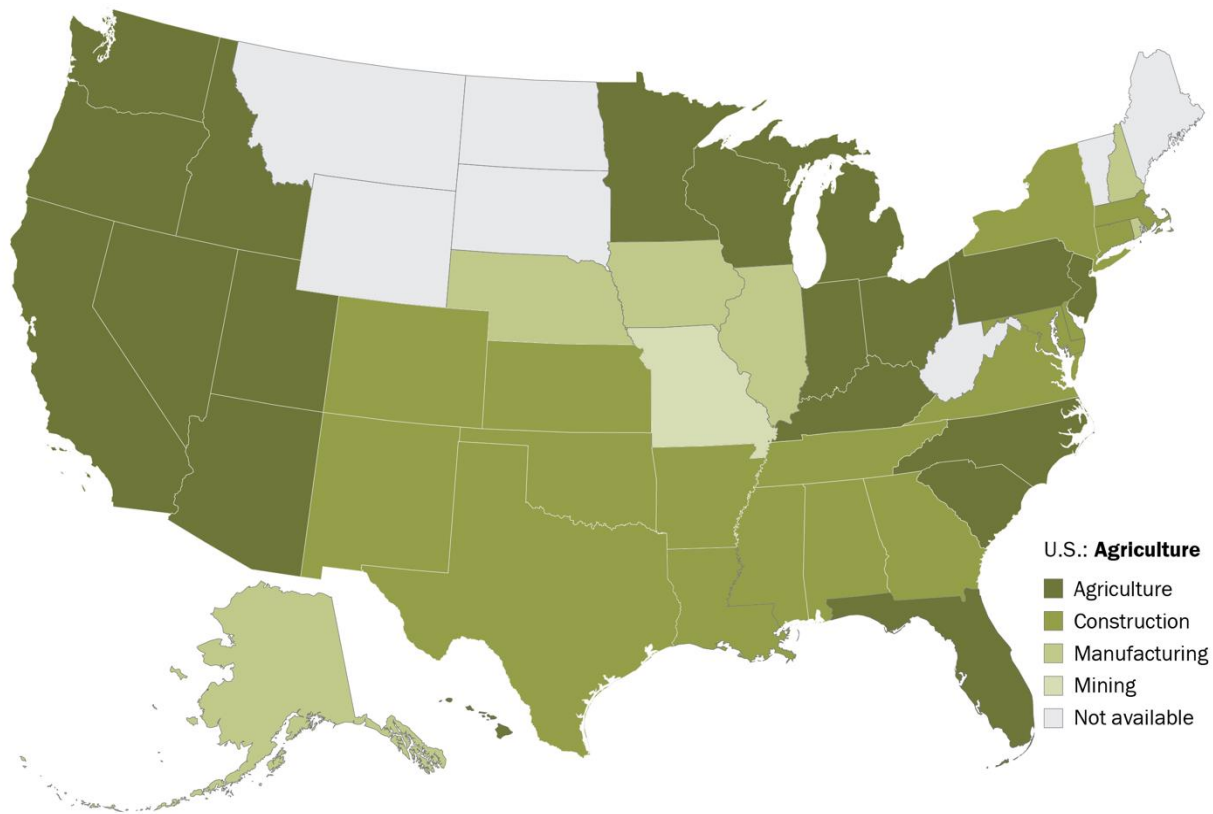 U.S.: Agriculture
Agriculture
Construction
Manufacturing
Mining
Not available